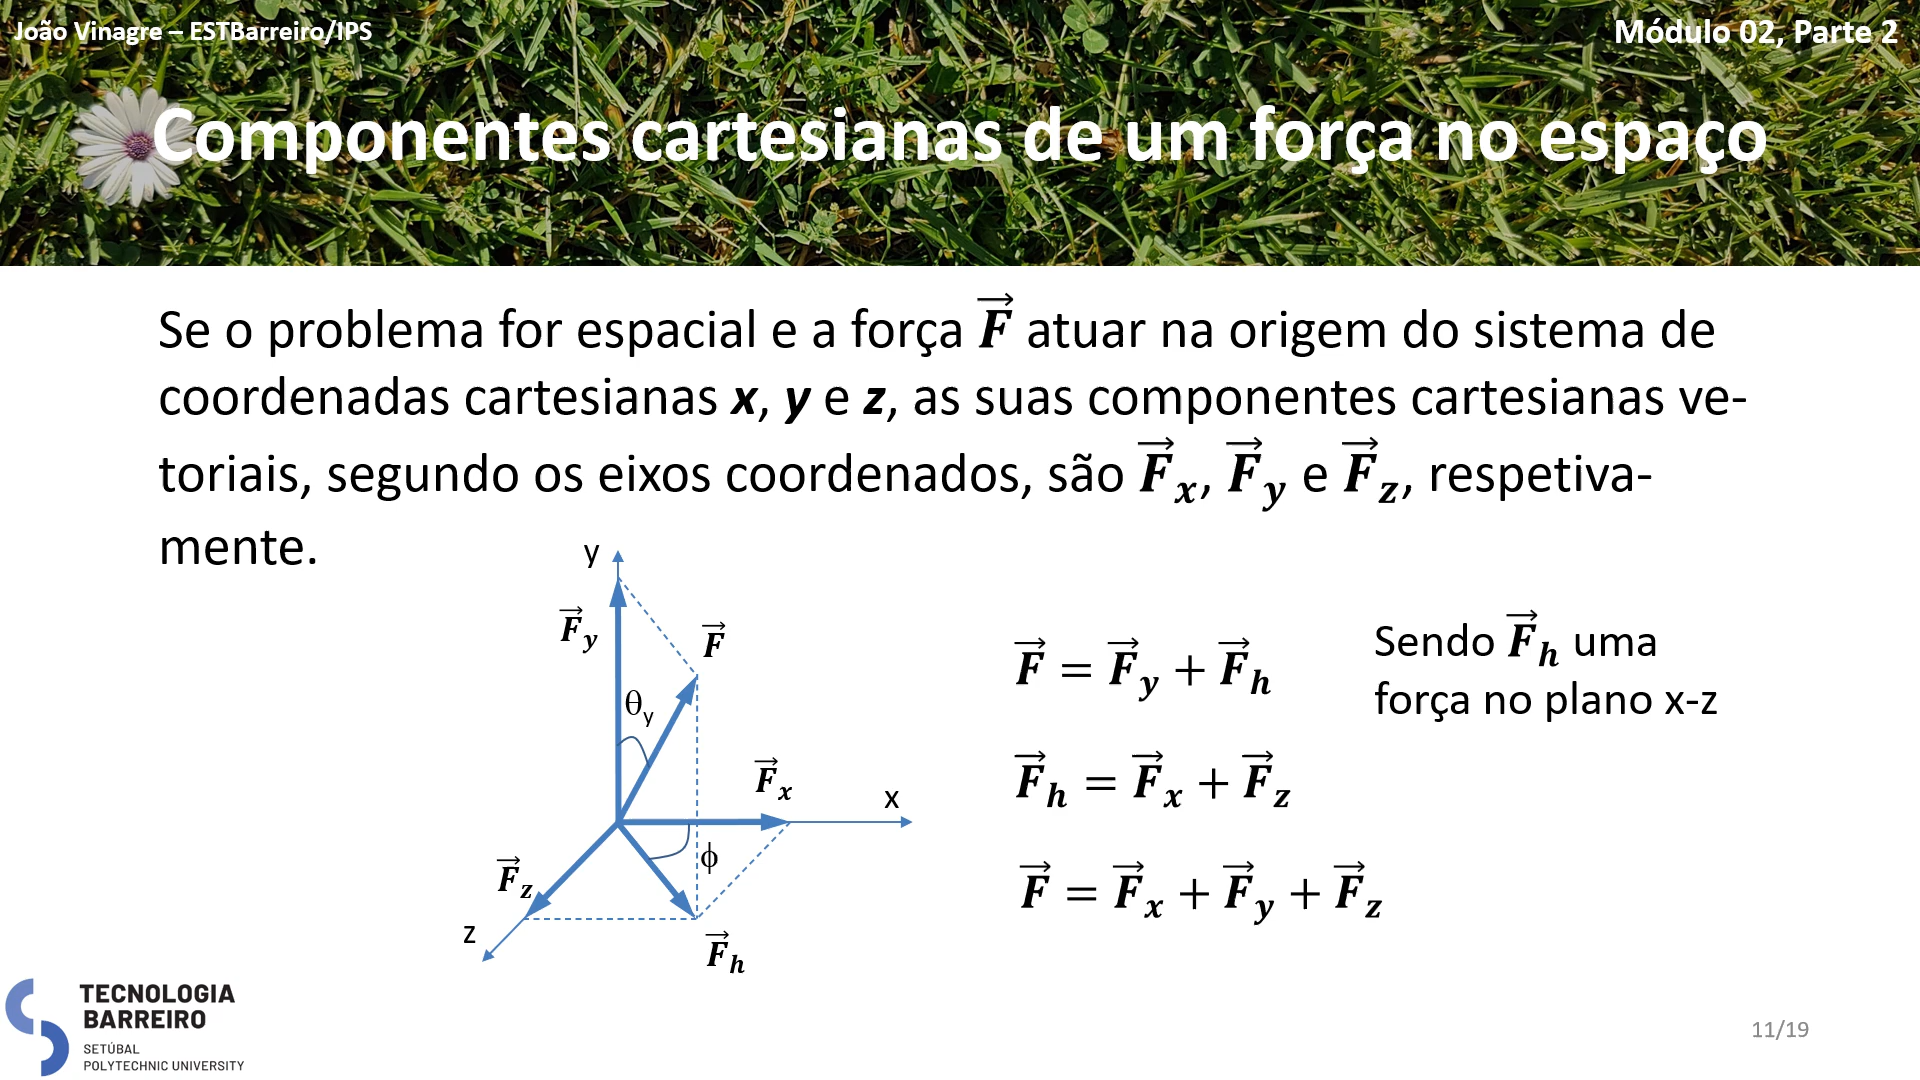 João Vinagre – ESTBarreiro/IPS
Módulo 02, Parte 2
Componentes cartesianas de um força no espaço
Se o problema for espacial e a força F⃗ atuar na origem do sistema de
coordenadas cartesianas x, y e z, as suas componentes cartesianas ve-
toriais, segundo os eixos coordenados, são F⃗x, F⃗y e F⃗z, respetiva-
mente.
y
F⃗y
F⃗
θy
F⃗x
x
ϕ
F⃗z
z
F⃗h
F⃗ = F⃗y + F⃗h
Sendo F⃗h uma
força no plano x-z
F⃗h = F⃗x + F⃗z
F⃗ = F⃗x + F⃗y + F⃗z
TECNOLOGIA
BARREIRO
SETÚBAL
POLYTECHNIC UNIVERSITY
11/19